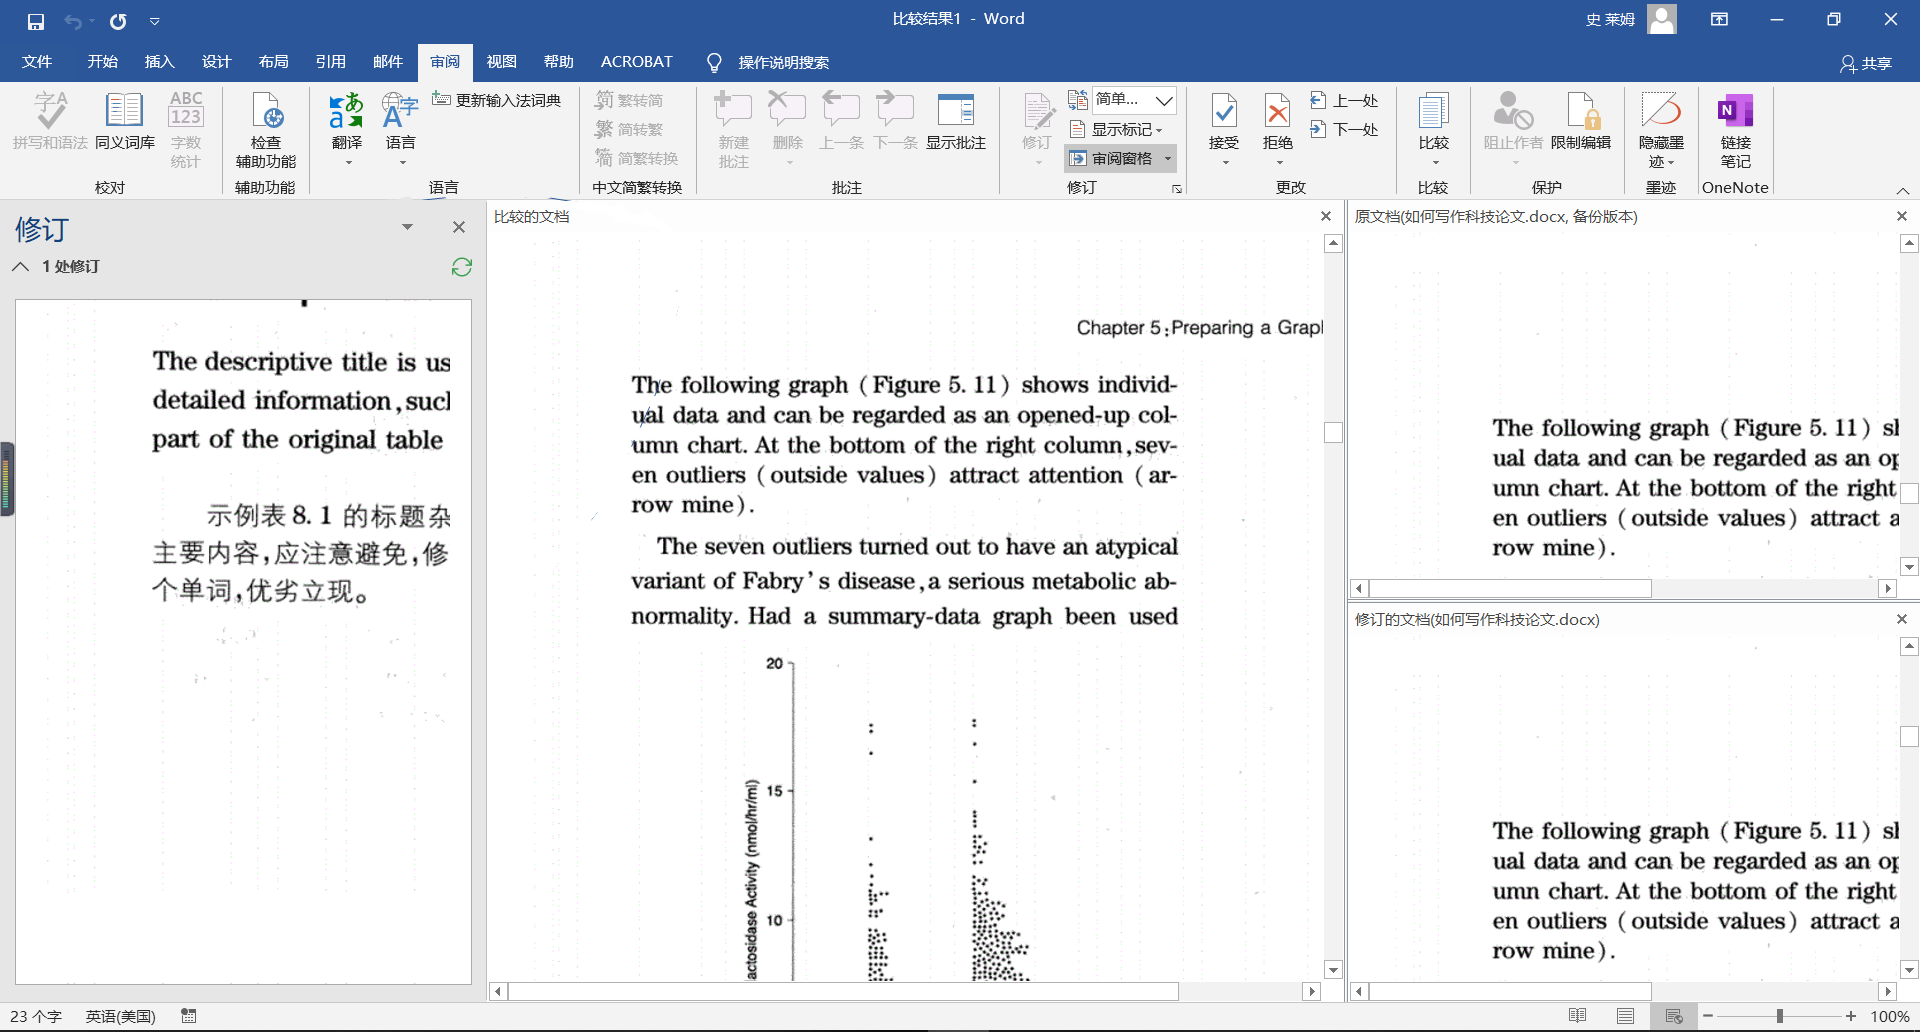 比较结果1 - Word
史 莱姆
文件 开始 插入 设计 布局 引用 邮件 审阅 视图 帮助 ACROBAT 操作说明搜索
共享
拼写和语法
同义词库
字数
统计
校对
检查
辅助功能
辅助功能
翻译
语言
更新输入法词典
语言
繁转简
简转繁
简繁转换
中文简繁转换
新建
批注
删除
上一条
下一条
显示批注
批注
修订
简单...
显示标记
审阅窗格
修订
接受
拒绝
上一处
下一处
更改
比较
比较
阻止作者
限制编辑
保护
隐藏墨
迹
墨迹
链接
笔记
OneNote
修订
1 处修订
The descriptive title is us
detailed information, such
part of the original table
示例表 8. 1 的标题杂
主要内容,应注意避免,修
个单词,优劣立现。
比较的文档
Chapter 5: Preparing a Grap
The following graph (Figure 5. 11) shows individ-
ual data and can be regarded as an opened-up col-
umn chart. At the bottom of the right column, sev-
en outliers (outside values) attract attention (ar-
row mine).
The seven outliers turned out to have an atypical
variant of Fabry's disease, a serious metabolic ab-
normality. Had a summary-data graph been used
20
15
10
actosidase Activity (nmol/hr/ml)
原文档(如何写作科技论文.docx, 备份版本)
The following graph (Figure 5. 11) sh
ual data and can be regarded as an op
umn chart. At the bottom of the right
en outliers (outside values) attract a
row mine).
修订的文档(如何写作科技论文.docx)
The following graph (Figure 5. 11) sh
ual data and can be regarded as an op
umn chart. At the bottom of the right
en outliers (outside values) attract a
row mine).
23 个字 英语(美国)
100%